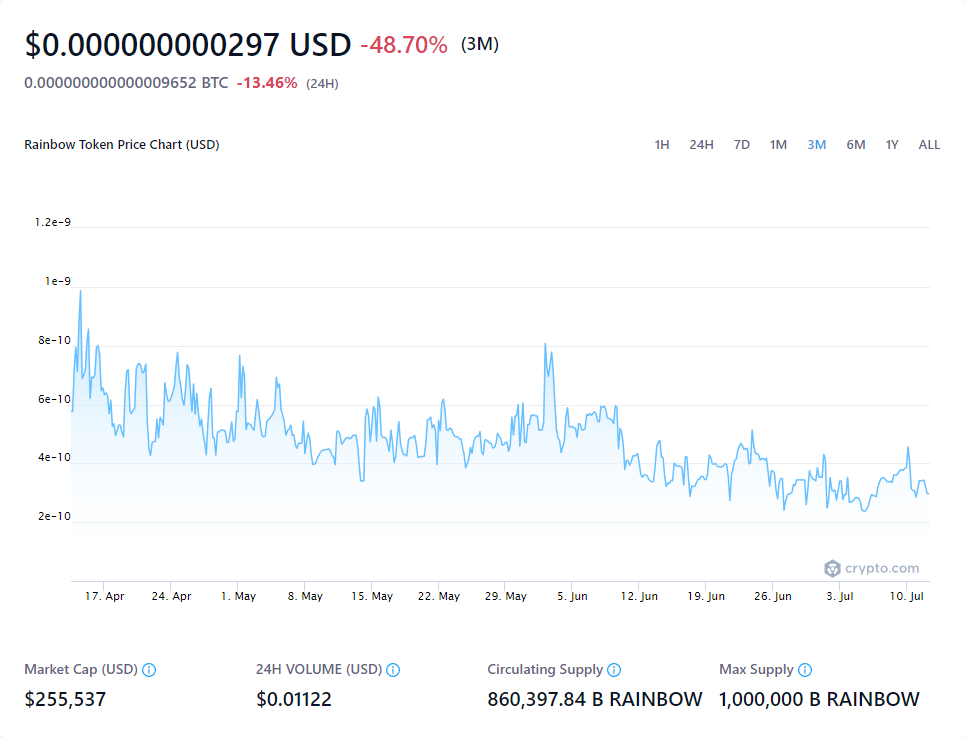 $0.000000000297 USD -48.70% (3M)
0.000000000000009652 BTC -13.46% (24H)
Rainbow Token Price Chart (USD) 1H 24H 7D 1M 3M 6M 1Y ALL
1.2e-9
1e-9
8e-10
6e-10
4e-10
2e-10
crypto.com
17. Apr 24. Apr 1. May 8. May 15. May 22. May 29. May 5. Jun 12. Jun 19. Jun 26. Jun 3. Jul 10. Jul
Market Cap (USD) 24H VOLUME (USD) Circulating Supply Max Supply
$255,537 $0.01122 860,397.84 B RAINBOW 1,000,000 B RAINBOW